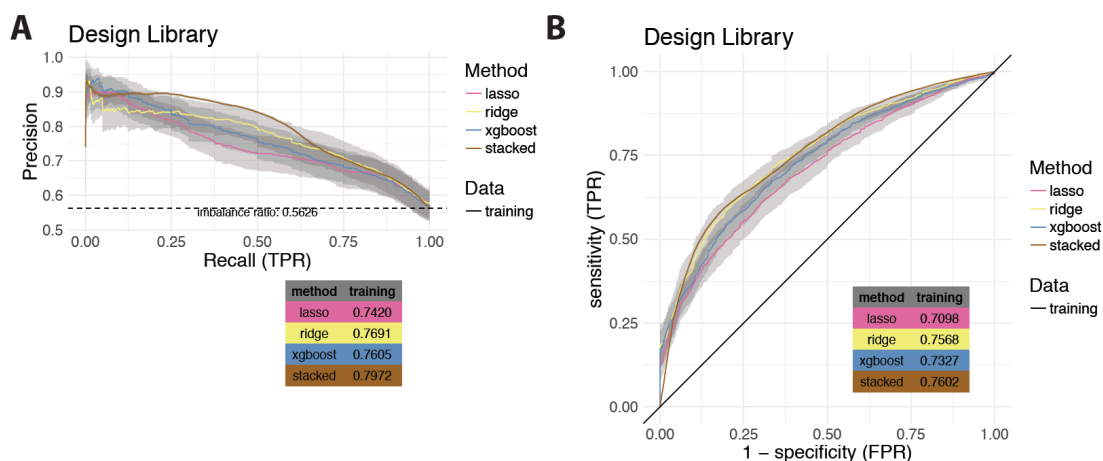 A
Design Library
Precision
1.0
0.9
0.8
0.7
0.6
0.5
imbalance ratio: 0.5626
0.00 0.25 0.50 0.75 1.00
Recall (TPR)
Method
lasso
ridge
xgboost
stacked
Data
training
method training
lasso 0.7420
ridge 0.7691
xgboost 0.7605
stacked 0.7972
B
Design Library
sensitivity (TPR)
1.00
0.75
0.50
0.25
0.00
0.00 0.25 0.50 0.75 1.00
1 − specificity (FPR)
method training
lasso 0.7098
ridge 0.7568
xgboost 0.7327
stacked 0.7602
Method
lasso
ridge
xgboost
stacked
Data
training